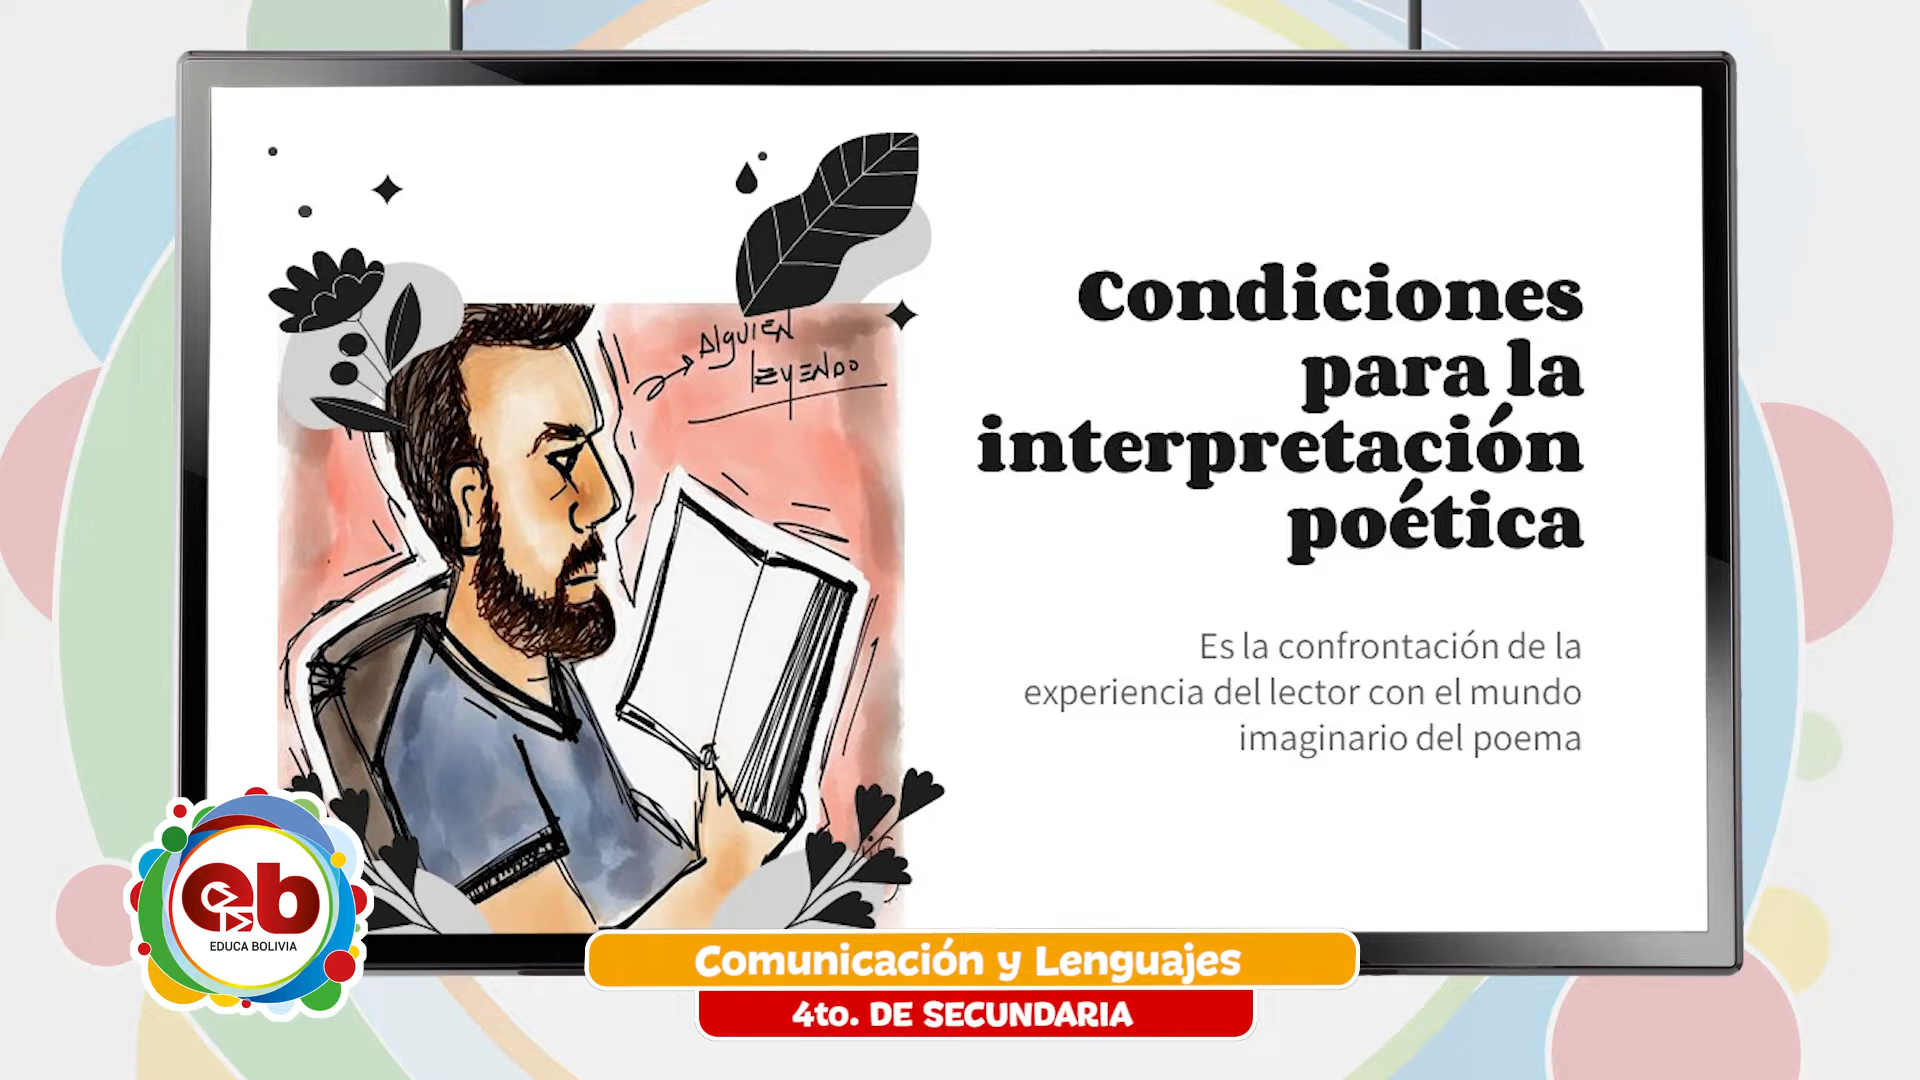 Alguien
leyendo
Condiciones
para la
interpretación
poética
Es la confrontación de la
experiencia del lector con el mundo
imaginario del poema
eb
EDUCA BOLIVIA
Comunicación y Lenguajes
4to. DE SECUNDARIA